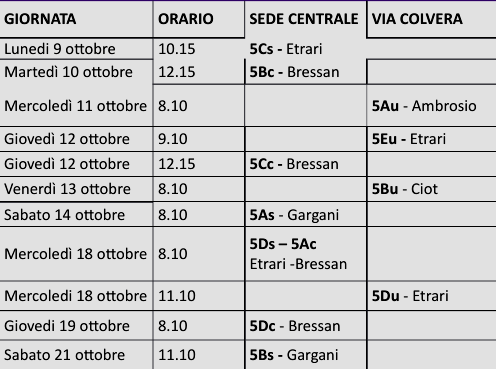 GIORNATA ORARIO SEDE CENTRALE VIA COLVERA
Lunedi 9 ottobre 10.15 5Cs - Etrari
Martedì 10 ottobre 12.15 5Bc - Bressan
Mercoledì 11 ottobre 8.10 5Au - Ambrosio
Giovedì 12 ottobre 9.10 5Eu - Etrari
Giovedì 12 ottobre 12.15 5Cc - Bressan
Venerdì 13 ottobre 8.10 5Bu - Ciot
Sabato 14 ottobre 8.10 5As - Gargani
Mercoledì 18 ottobre 8.10 5Ds – 5Ac
Etrari -Bressan
Mercoledi 18 ottobre 11.10 5Du - Etrari
Giovedi 19 ottobre 8.10 5Dc - Bressan
Sabato 21 ottobre 11.10 5Bs - Gargani